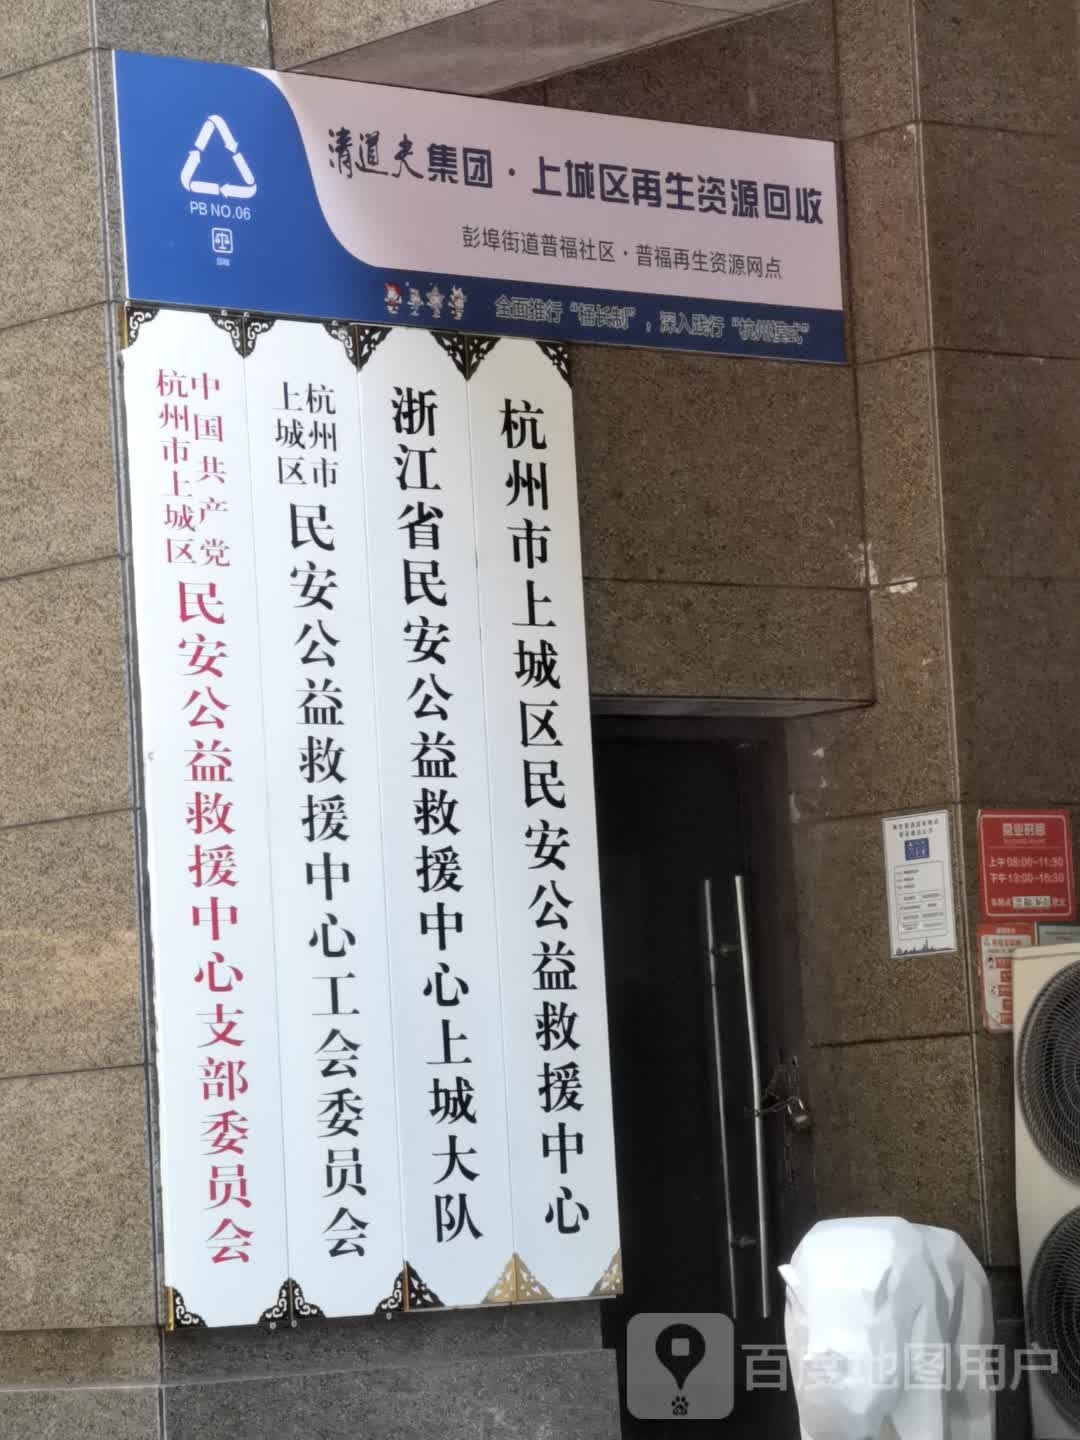 清道夫集团·上城区再生资源回收
PB NO.06
彭埠街道普福社区·普福再生资源网点
全面推行“桶长制”，深入践行“杭州模式”
中国共产党
杭州市上城区
民安公益救援中心支部委员会
杭州市
上城区
民安公益救援中心工会委员会
浙江省民安公益救援中心上城大队
杭州市上城区民安公益救援中心
营业时间
上午 08:00-11:30
下午 13:00-16:30
百度地图用户